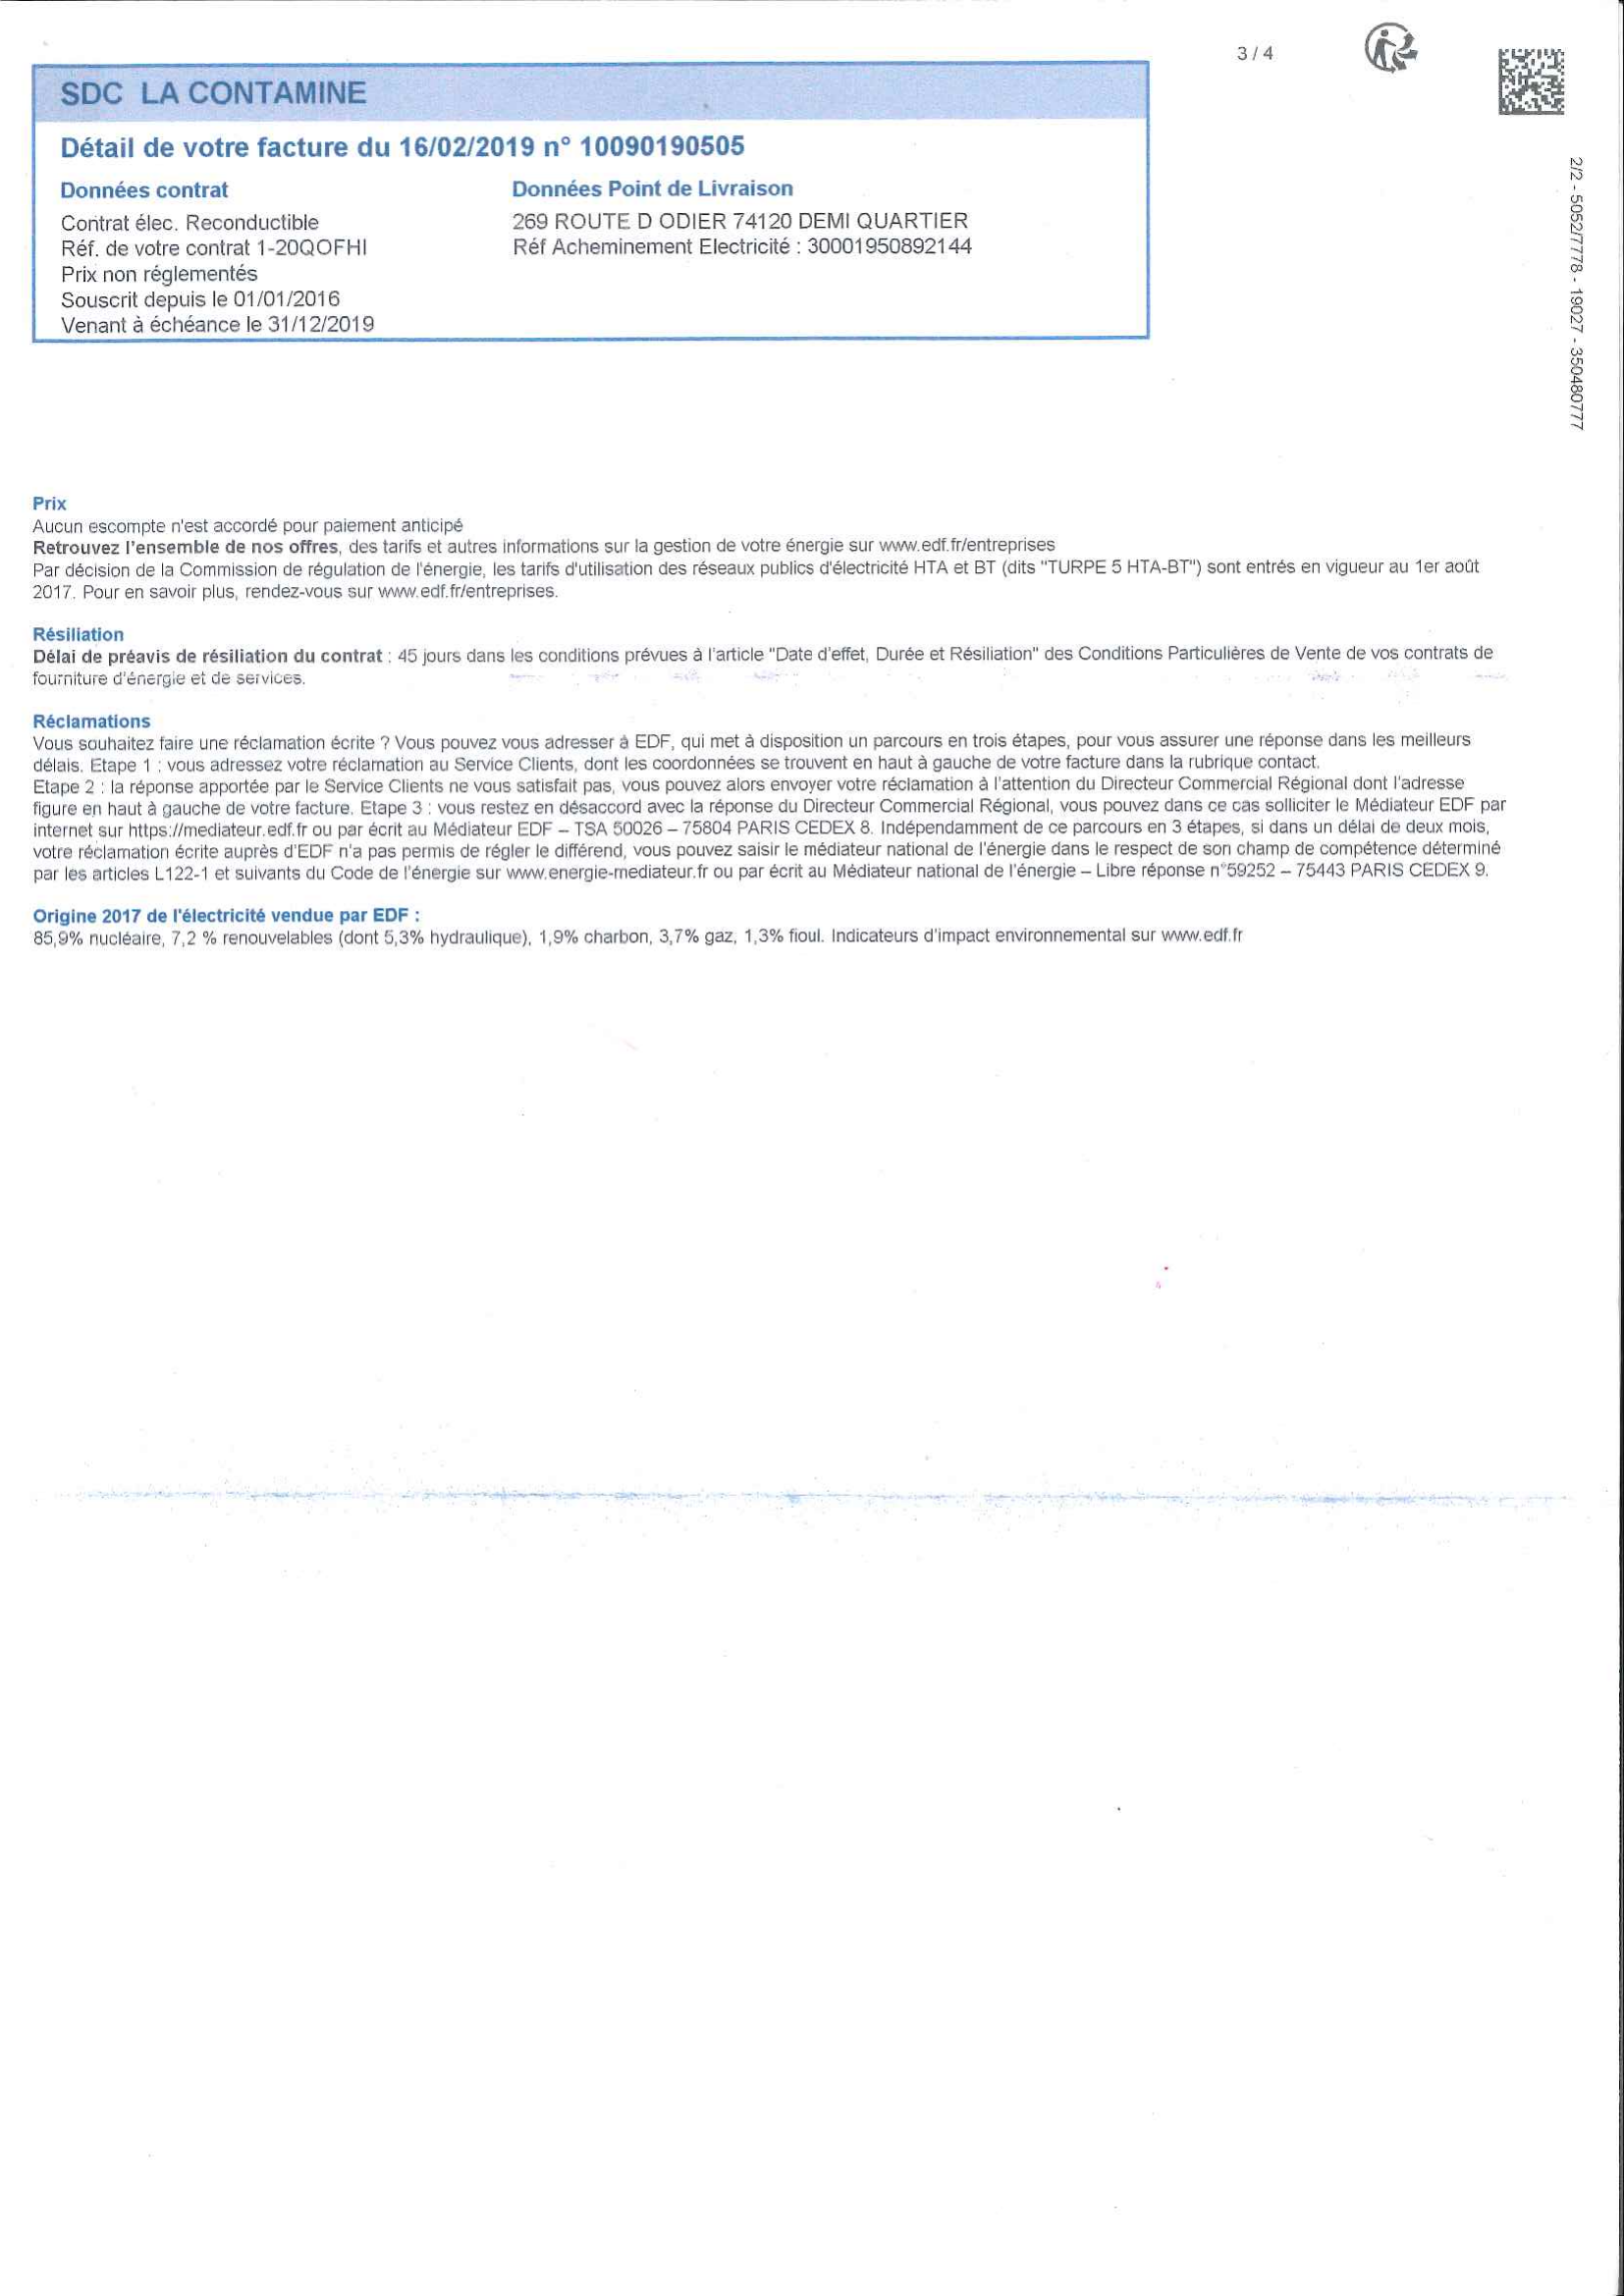 3 / 4
SDC LA CONTAMINE
Détail de votre facture du 16/02/2019 n° 10090190505
Données contrat
Contrat élec. Reconductible
Réf. de votre contrat 1-20QOFHI
Prix non réglementés
Souscrit depuis le 01/01/2016
Venant à échéance le 31/12/2019
Données Point de Livraison
269 ROUTE D ODIER 74120 DEMI QUARTIER
Réf Acheminement Electricité : 30001950892144
2/2 - 5052/7778 - 19027 - 350480777
Prix
Aucun escompte n'est accordé pour paiement anticipé
Retrouvez l'ensemble de nos offres, des tarifs et autres informations sur la gestion de votre énergie sur www.edf.fr/entreprises
Par décision de la Commission de régulation de l'énergie, les tarifs d'utilisation des réseaux publics d'électricité HTA et BT (dits "TURPE 5 HTA-BT") sont entrés en vigueur au 1er août
2017. Pour en savoir plus, rendez-vous sur www.edf.fr/entreprises.
Résiliation
Délai de préavis de résiliation du contrat : 45 jours dans les conditions prévues à l'article "Date d'effet, Durée et Résiliation" des Conditions Particulières de Vente de vos contrats de
fourniture d'énergie et de services.
Réclamations
Vous souhaitez faire une réclamation écrite ? Vous pouvez vous adresser à EDF, qui met à disposition un parcours en trois étapes, pour vous assurer une réponse dans les meilleurs
délais. Etape 1 : vous adressez votre réclamation au Service Clients, dont les coordonnées se trouvent en haut à gauche de votre facture dans la rubrique contact.
Etape 2 : la réponse apportée par le Service Clients ne vous satisfait pas, vous pouvez alors envoyer votre réclamation à l'attention du Directeur Commercial Régional dont l'adresse
figure en haut à gauche de votre facture. Etape 3 : vous restez en désaccord avec la réponse du Directeur Commercial Régional, vous pouvez dans ce cas solliciter le Médiateur EDF par
internet sur https://mediateur.edf.fr ou par écrit au Médiateur EDF – TSA 50026 – 75804 PARIS CEDEX 8. Indépendamment de ce parcours en 3 étapes, si dans un délai de deux mois,
votre réclamation écrite auprès d'EDF n'a pas permis de régler le différend, vous pouvez saisir le médiateur national de l'énergie dans le respect de son champ de compétence déterminé
par les articles L122-1 et suivants du Code de l'énergie sur www.energie-mediateur.fr ou par écrit au Médiateur national de l'énergie – Libre réponse n°59252 – 75443 PARIS CEDEX 9.
Origine 2017 de l'électricité vendue par EDF :
85,9% nucléaire, 7,2 % renouvelables (dont 5,3% hydraulique), 1,9% charbon, 3,7% gaz, 1,3% fioul. Indicateurs d'impact environnemental sur www.edf.fr